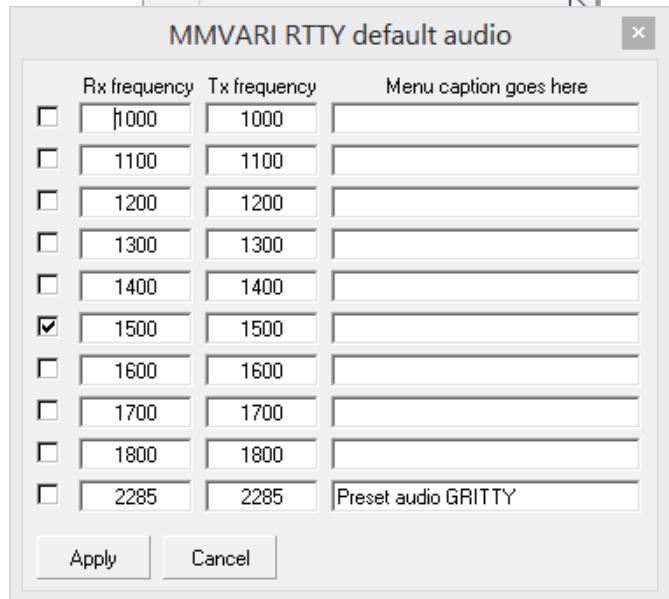 MMVARI RTTY default audio
Rx frequency Tx frequency Menu caption goes here
1000 1000
1100 1100
1200 1200
1300 1300
1400 1400
1500 1500
1600 1600
1700 1700
1800 1800
2285 2285 Preset audio GRITTY
Apply Cancel